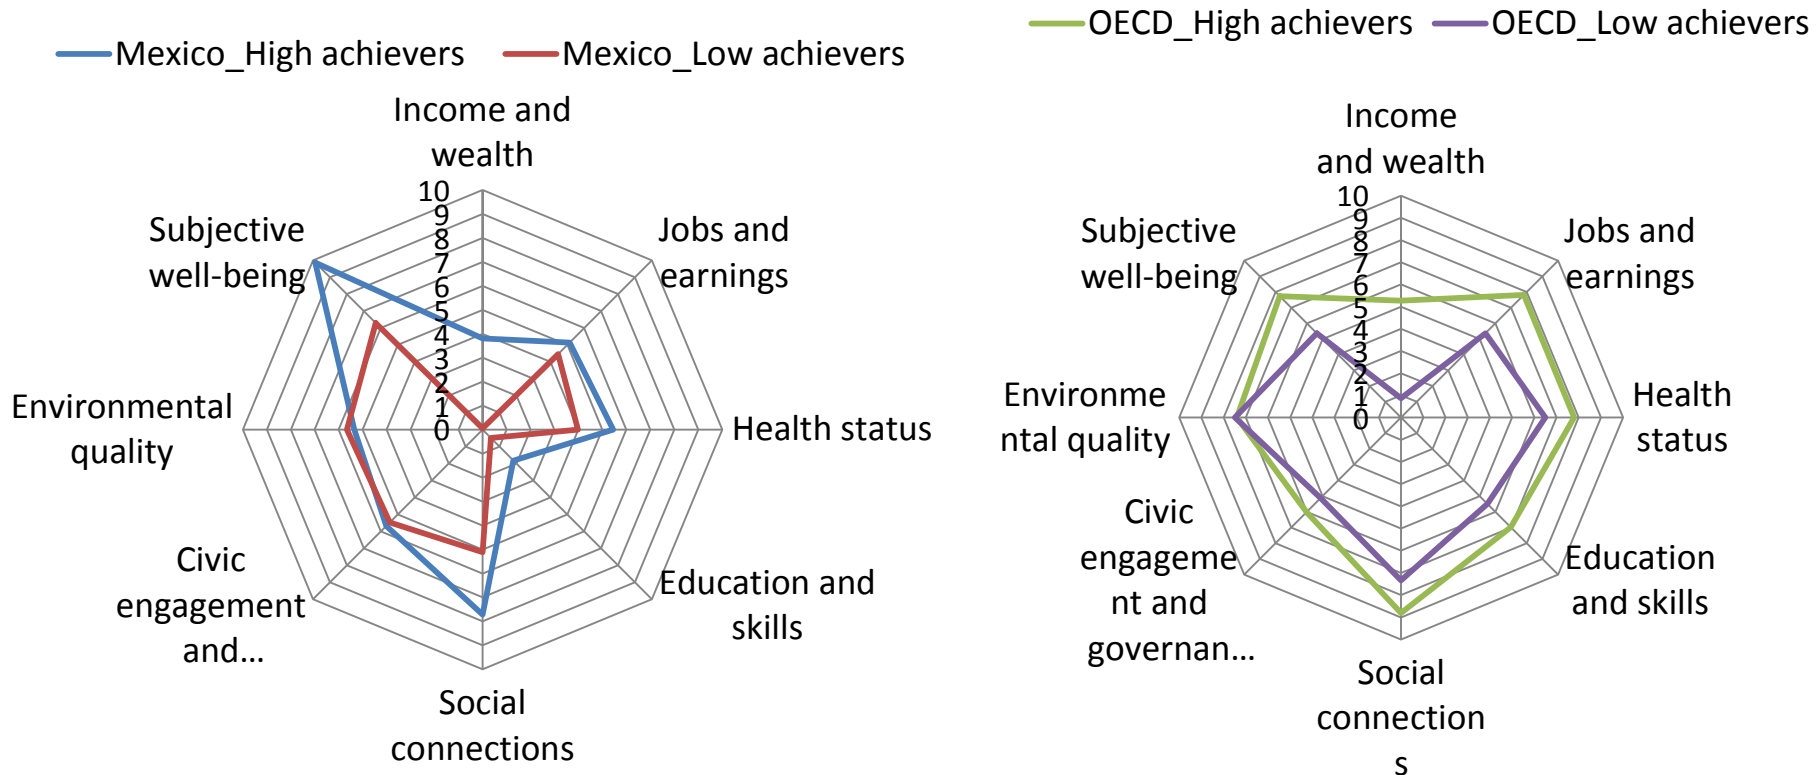 Mexico_High achievers
Mexico_Low achievers
Income and
wealth
10
9
8
7
6
5
4
3
2
1
0
Jobs and
earnings
Health status
Education and
skills
Social
connections
Civic
engagement
and...
Environmental
quality
Subjective
well-being
OECD_High achievers
OECD_Low achievers
Income
and wealth
10
9
8
7
6
5
4
3
2
1
0
Jobs and
earnings
Health
status
Education
and skills
Social
connection
s
Civic
engageme
nt and
governan...
Environme
ntal quality
Subjective
well-being